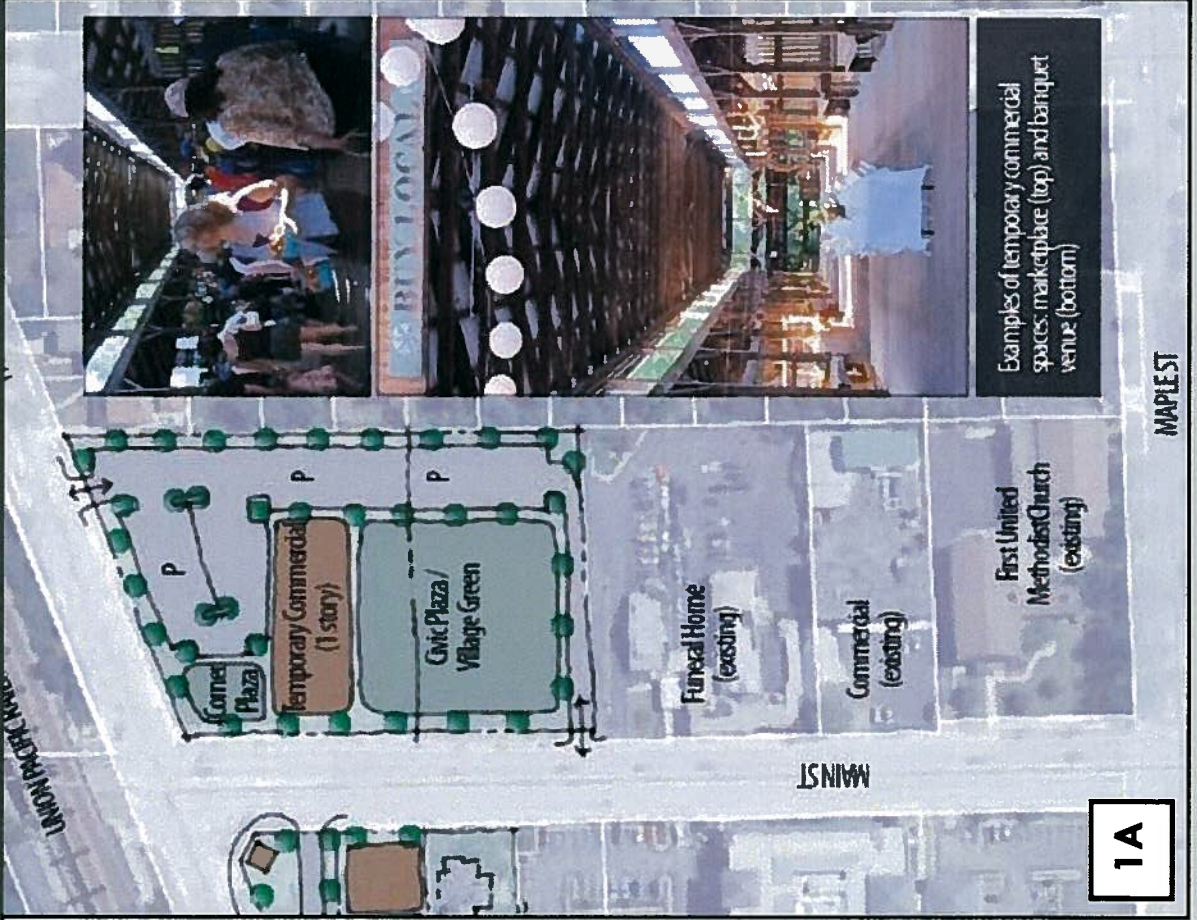 UNION PACIFIC
P
P
P
Corner
Plaza
Temporary Commercial
(1 story)
Civic Plaza /
Village Green
Funeral Home
(existing)
Commercial
(existing)
First United
Methodist Church
(existing)
MAIN ST
MAPLE ST
BUY LOCAL
Examples of temporary commercial
spaces: marketplace (top) and banquet
venue (bottom)
1A